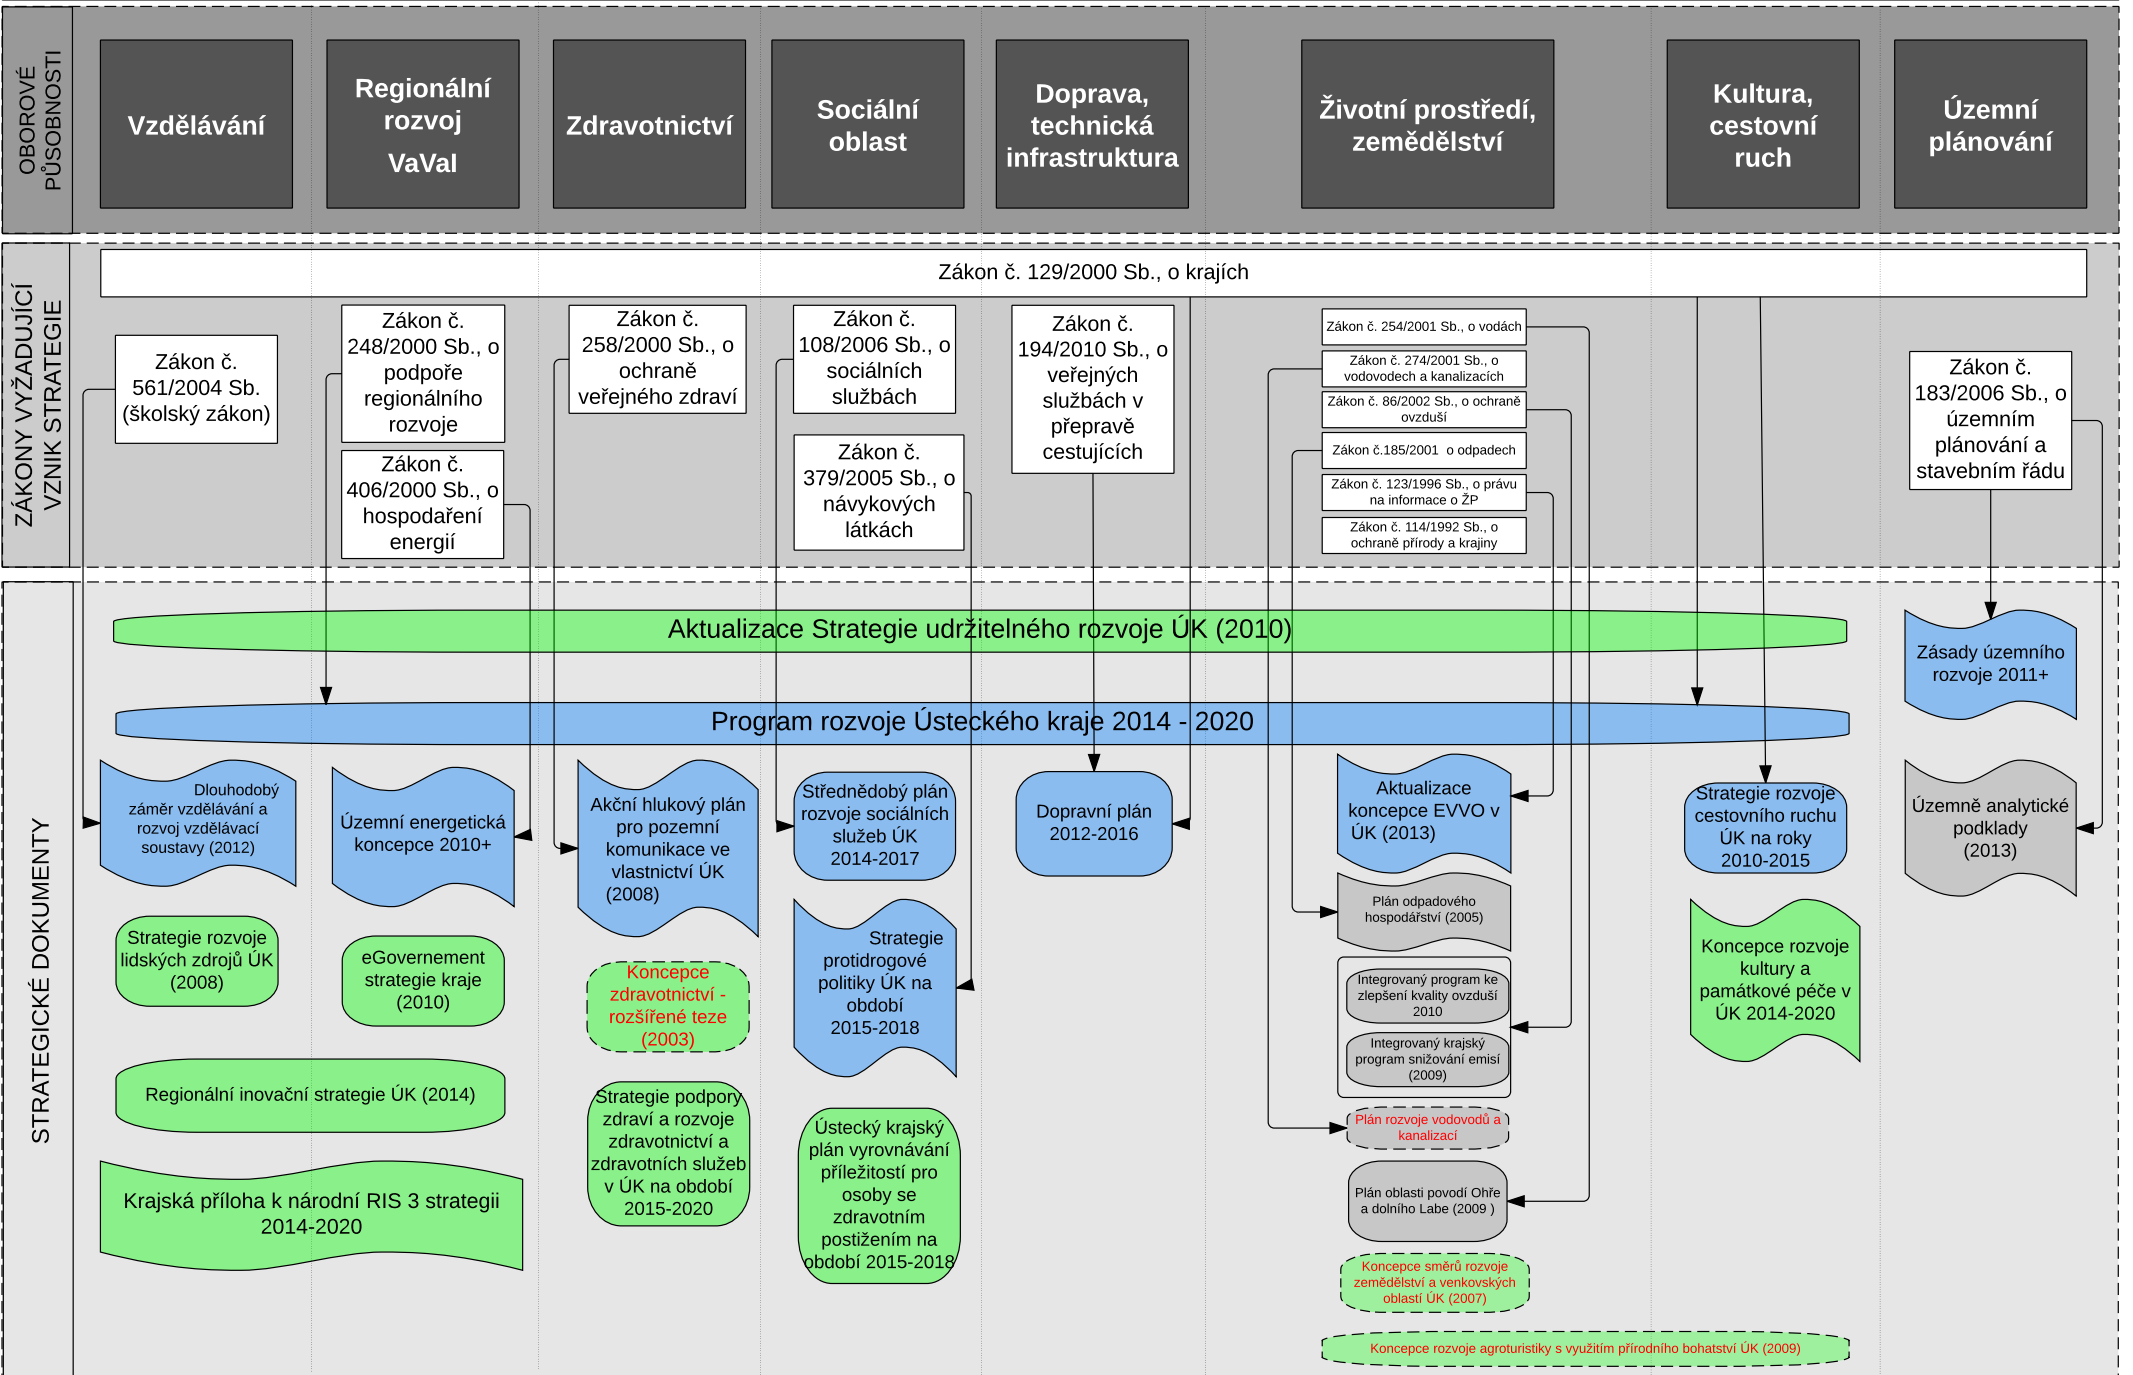 OBOROVÉ
PŮSOBNOSTI
Vzdělávání
Regionální
rozvoj
VaVaI
Zdravotnictví
Sociální
oblast
Doprava,
technická
infrastruktura
Životní prostředí,
zemědělství
Kultura,
cestovní
ruch
Územní
plánování
ZÁKONY VYŽADUJÍCÍ
VZNIK STRATEGIE
Zákon č. 129/2000 Sb., o krajích
Zákon č.
561/2004 Sb.
(školský zákon)
Zákon č.
248/2000 Sb., o
podpoře
regionálního
rozvoje
Zákon č.
406/2000 Sb., o
hospodaření
energií
Zákon č.
258/2000 Sb., o
ochraně
veřejného zdraví
Zákon č.
108/2006 Sb., o
sociálních
službách
Zákon č.
379/2005 Sb., o
návykových
látkách
Zákon č.
194/2010 Sb., o
veřejných
službách v
přepravě
cestujících
Zákon č. 254/2001 Sb., o vodách
Zákon č. 274/2001 Sb., o
vodovodech a kanalizacích
Zákon č. 86/2002 Sb., o ochraně
ovzduší
Zákon č.185/2001  o odpadech
Zákon č. 123/1996 Sb., o právu
na informace o ŽP
Zákon č. 114/1992 Sb., o
ochraně přírody a krajiny
Zákon č.
183/2006 Sb., o
územním
plánování a
stavebním řádu
STRATEGICKÉ DOKUMENTY
Aktualizace Strategie udržitelného rozvoje ÚK (2010)
Program rozvoje Ústeckého kraje 2014 - 2020
Dlouhodobý
záměr vzdělávání a
rozvoj vzdělávací
soustavy (2012)
Strategie rozvoje
lidských zdrojů ÚK
(2008)
Územní energetická
koncepce 2010+
eGovernement
strategie kraje
(2010)
Regionální inovační strategie ÚK (2014)
Krajská příloha k národní RIS 3 strategii
2014-2020
Akční hlukový plán
pro pozemní
komunikace ve
vlastnictví ÚK
(2008)
Koncepce
zdravotnictví -
rozšířené teze
(2003)
Strategie podpory
zdraví a rozvoje
zdravotnictví a
zdravotních služeb
v ÚK na období
2015-2020
Střednědobý plán
rozvoje sociálních
služeb ÚK
2014-2017
Strategie
protidrogové
politiky ÚK na
období
2015-2018
Ústecký krajský
plán vyrovnávání
příležitostí pro
osoby se
zdravotním
postižením na
období 2015-2018
Dopravní plán
2012-2016
Aktualizace
koncepce EVVO v
ÚK (2013)
Plán odpadového
hospodářství (2005)
Integrovaný program ke
zlepšení kvality ovzduší
2010
Integrovaný krajský
program snižování emisí
(2009)
Plán rozvoje vodovodů a
kanalizací
Plán oblasti povodí Ohře
a dolního Labe (2009 )
Koncepce směrů rozvoje
zemědělství a venkovských
oblastí ÚK (2007)
Koncepce rozvoje agroturistiky s využitím přírodního bohatství ÚK (2009)
Strategie rozvoje
cestovního ruchu
ÚK na roky
2010-2015
Koncepce rozvoje
kultury a
památkové péče v
ÚK 2014-2020
Zásady územního
rozvoje 2011+
Územně analytické
podklady
(2013)